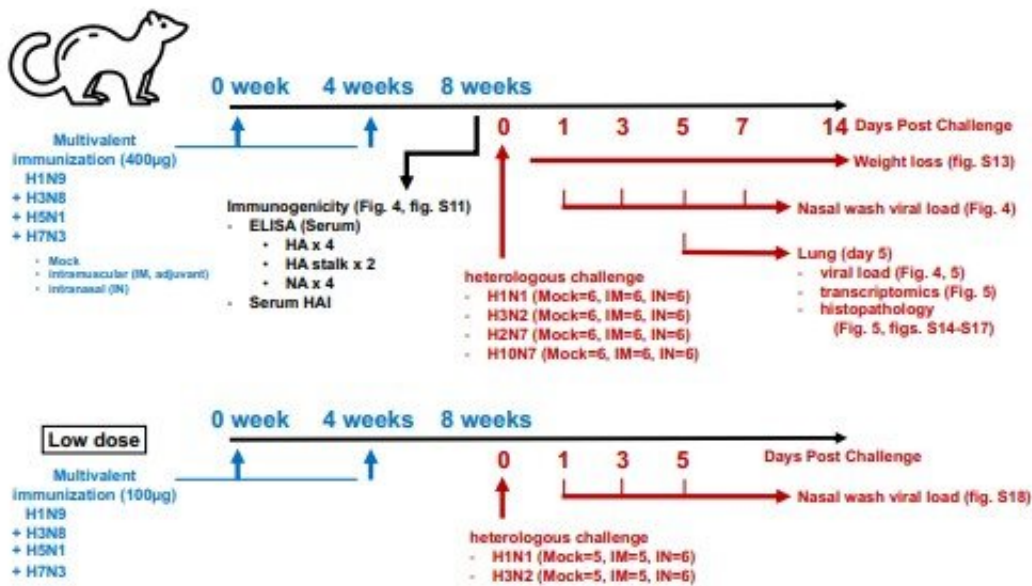 0 week 4 weeks 8 weeks
0 1 3 5 7 14 Days Post Challenge
Multivalent
immunization (400µg)
H1N9
+ H3N8
+ H5N1
+ H7N3
• Mock
• intramuscular (IM, adjuvant)
• intranasal (IN)
Immunogenicity (Fig. 4, fig. S11)
- ELISA (Serum)
• HA x 4
• HA stalk x 2
• NA x 4
- Serum HAI
heterologous challenge
- H1N1 (Mock=6, IM=6, IN=6)
- H3N2 (Mock=6, IM=6, IN=6)
- H2N7 (Mock=6, IM=6, IN=6)
- H10N7 (Mock=6, IM=6, IN=6)
Weight loss (fig. S13)
Nasal wash viral load (Fig. 4)
Lung (day 5)
- viral load (Fig. 4, 5)
- transcriptomics (Fig. 5)
- histopathology
(Fig. 5, figs. S14-S17)
Low dose
0 week 4 weeks 8 weeks
0 1 3 5 Days Post Challenge
Multivalent
immunization (100µg)
H1N9
+ H3N8
+ H5N1
+ H7N3
Nasal wash viral load (fig. S18)
heterologous challenge
- H1N1 (Mock=5, IM=5, IN=6)
- H3N2 (Mock=5, IM=5, IN=6)